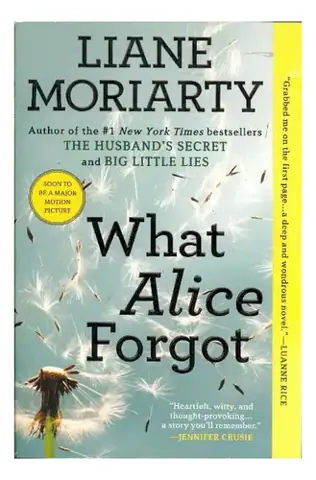 LIANE
MORIARTY
Author of the #1 New York Times bestsellers
THE HUSBAND'S SECRET
and BIG LITTLE LIES
SOON TO
BE A MAJOR
MOTION
PICTURE
What
Alice
Forgot
"Heartfelt, witty, and
thought-provoking...
a story you'll remember."
—JENNIFER CRUSIE
"Grabbed me on the first page...a deep and wondrous novel."—LUANNE RICE